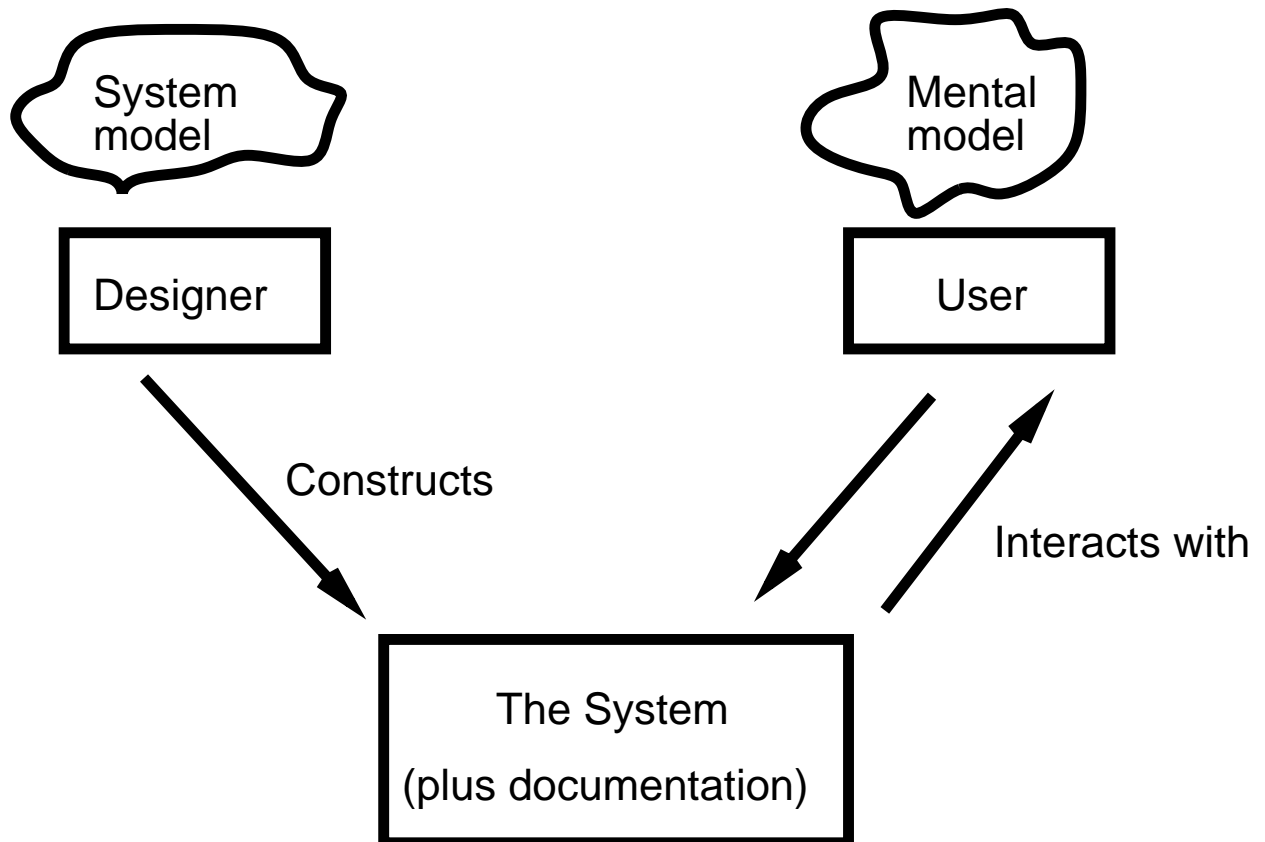 System
model
Mental
model
Designer
User
Constructs
Interacts with
The System
(plus documentation)